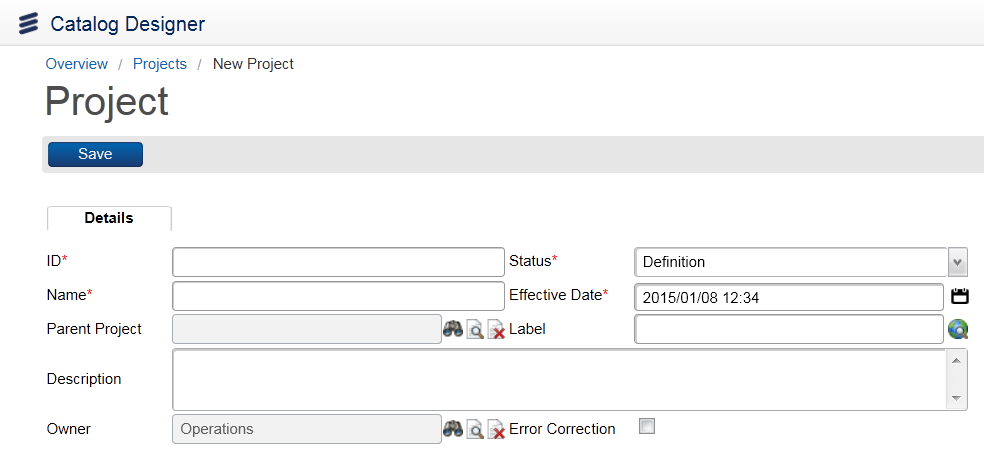 Catalog Designer
Overview / Projects / New Project
Project
Save
Details
ID* Status* Definition
Name* Effective Date* 2015/01/08 12:34
Parent Project Label
Description
Owner Operations Error Correction